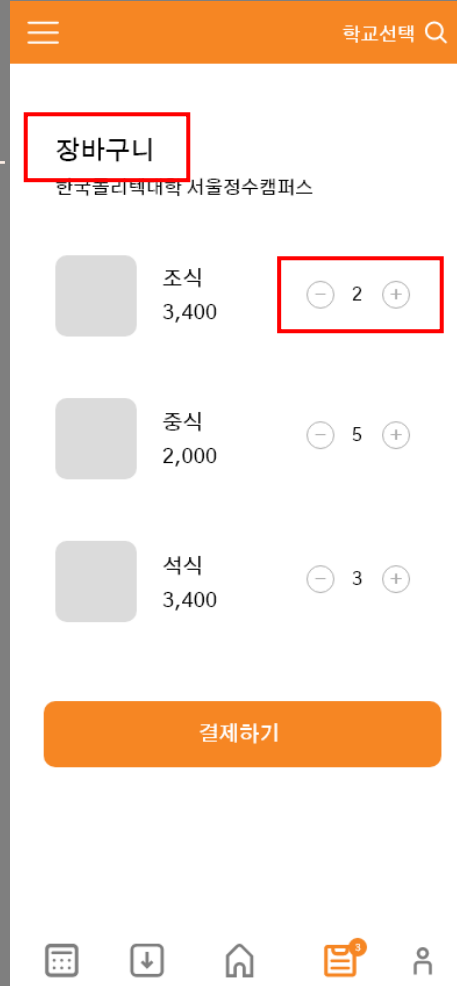 학교선택
장바구니
한국폴리텍대학 서울정수캠퍼스
조식
3,400
2
중식
2,000
5
석식
3,400
3
결제하기
3